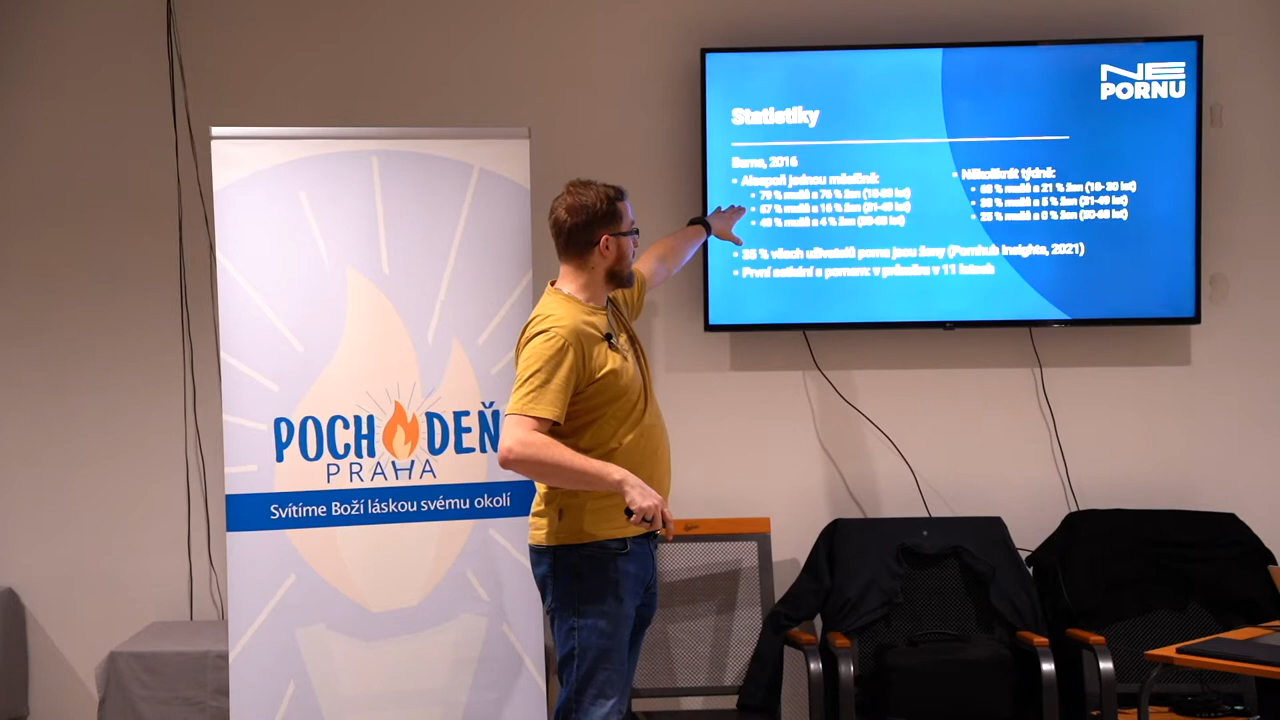 NE
PORNU
Statistiky
Barna, 2016
• Alespoň jednou měsíčně:
• 79 % mužů a 76 % žen (18-30 let)
• 67 % mužů a 16 % žen (31-49 let)
• 49 % mužů a 4 % žen (50-68 let)
• Několikrát týdně:
• 63 % mužů a 21 % žen (18- 30 let)
• 38 % mužů a 5 % žen (31-49 let)
• 25 % mužů a 0 % žen (50-68 let)
• 35 % všech uživatelů porna jsou ženy (Pornhub Insights, 2021)
• První setkání s pornem: v průměru v 11 letech
POCHODEŇ
PRAHA
Svítíme Boží láskou svému okolí